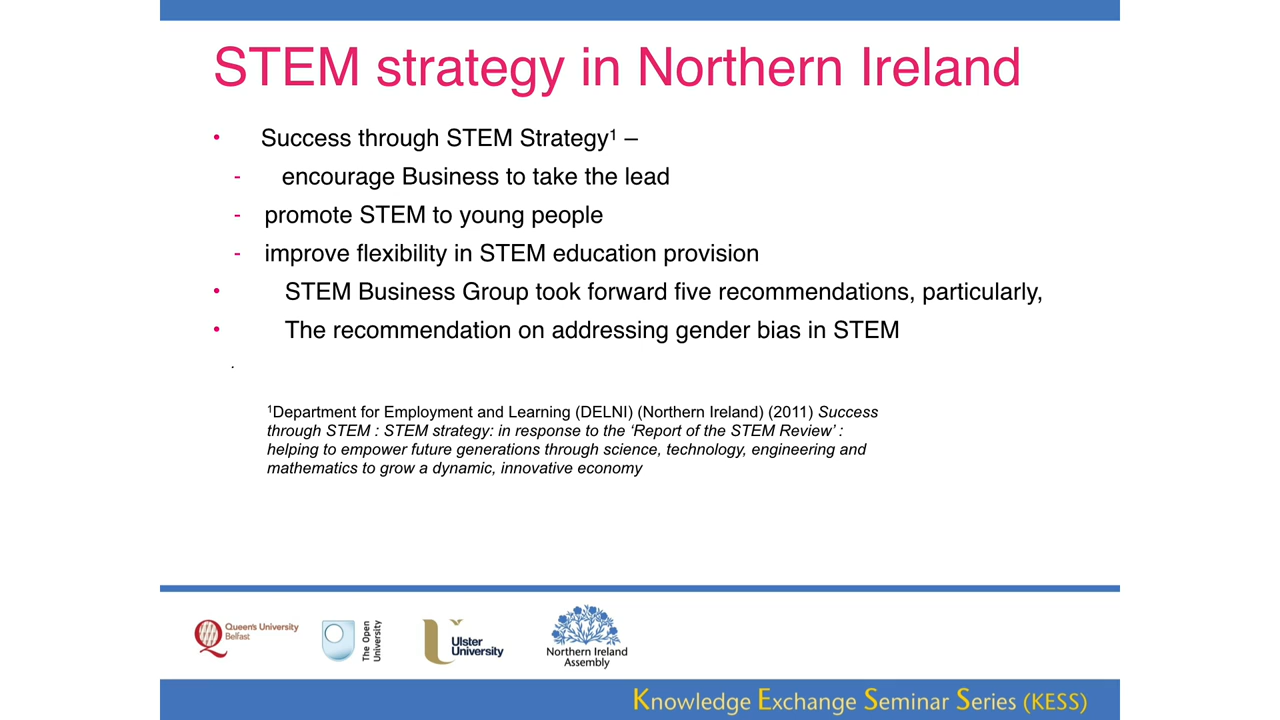 STEM strategy in Northern Ireland
• Success through STEM Strategy¹ –
- encourage Business to take the lead
- promote STEM to young people
- improve flexibility in STEM education provision
• STEM Business Group took forward five recommendations, particularly,
• The recommendation on addressing gender bias in STEM
.
¹Department for Employment and Learning (DELNI) (Northern Ireland) (2011) Success
through STEM : STEM strategy: in response to the ‘Report of the STEM Review’ :
helping to empower future generations through science, technology, engineering and
mathematics to grow a dynamic, innovative economy
Queen's University
Belfast
The Open
University
Ulster
University
Northern Ireland
Assembly
Knowledge Exchange Seminar Series (KESS)